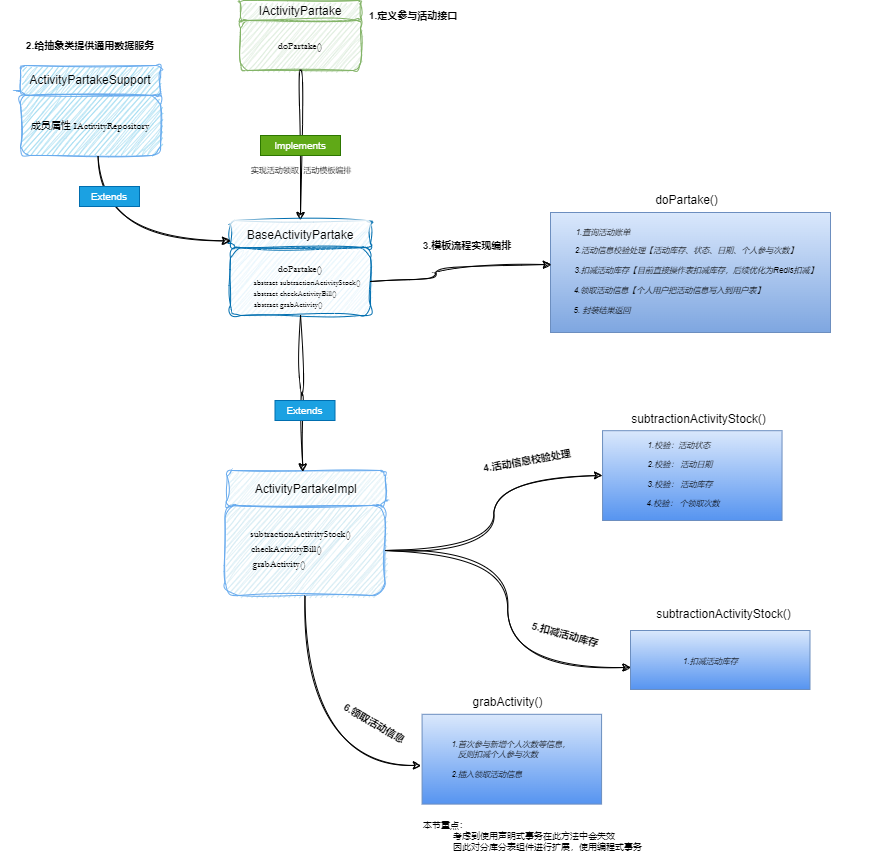 IActivityPartake
1.定义参与活动接口
doPartake()
2.给抽象类提供通用数据服务
ActivityPartakeSupport
成员属性 IActivityRepository
Implements
实现活动领取 活动模板编排
Extends
BaseActivityPartake
doPartake()
abstract subtractionActivityStock()
abstract checkActivityBill()
abstract grabActivity()
3.模板流程实现编排
doPartake()
1.查询活动账单
2.活动信息校验处理【活动库存、状态、日期、个人参与次数】
3.扣减活动库存【目前直接操作表扣减库存、后续优化为Redis扣减】
4.领取活动信息【个人用户把活动信息写入到用户表】
5. 封装结果返回
Extends
ActivityPartakeImpl
subtractionActivityStock()
checkActivityBill()
grabActivity()
4.活动信息校验处理
subtractionActivityStock()
1.校验：活动状态
2.校验： 活动日期
3.校验： 活动库存
4.校验： 个领取次数
5.扣减活动库存
subtractionActivityStock()
1.扣减活动库存
6.领取活动信息
grabActivity()
1.首次参与新增个人次数等信息，
反则扣减个人参与次数
2.插入领取活动信息
本节重点：
考虑到使用声明式事务在此方法中会失效
因此对分库分表组件进行扩展，使用编程式事务